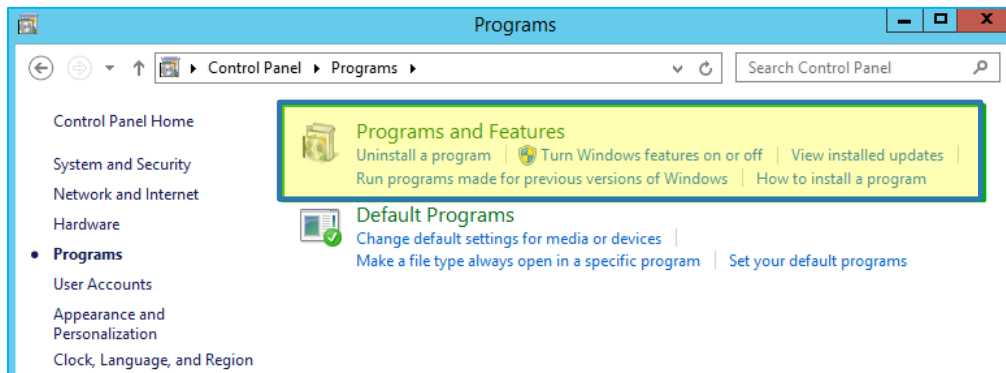 Programs
Control Panel Programs
Search Control Panel
Control Panel Home
System and Security
Network and Internet
Hardware
Programs
User Accounts
Appearance and
Personalization
Clock, Language, and Region
Programs and Features
Uninstall a program Turn Windows features on or off View installed updates
Run programs made for previous versions of Windows How to install a program
Default Programs
Change default settings for media or devices
Make a file type always open in a specific program Set your default programs